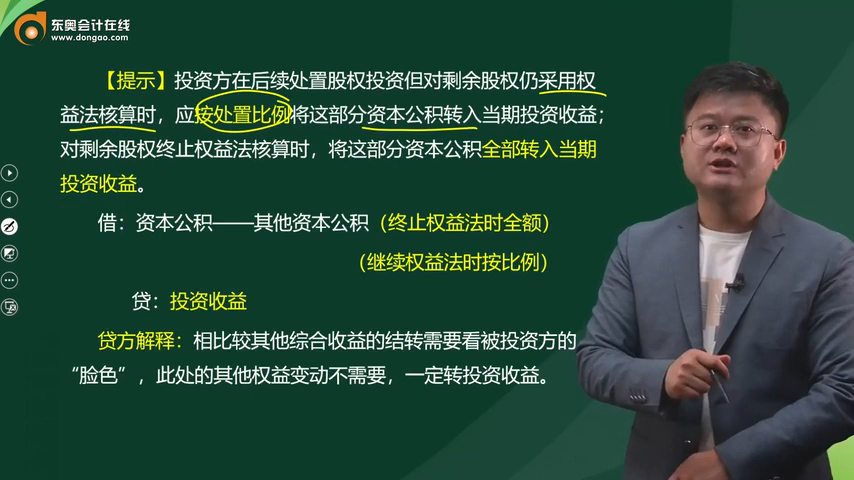 东奥会计在线
www.dongao.com
【提示】投资方在后续处置股权投资但对剩余股权仍采用权
益法核算时，应按处置比例将这部分资本公积转入当期投资收益；
对剩余股权终止权益法核算时，将这部分资本公积全部转入当期
投资收益。
借：资本公积——其他资本公积（终止权益法时全额）
（继续权益法时按比例）
贷：投资收益
贷方解释：相比较其他综合收益的结转需要看被投资方的
“脸色”，此处的其他权益变动不需要，一定转投资收益。